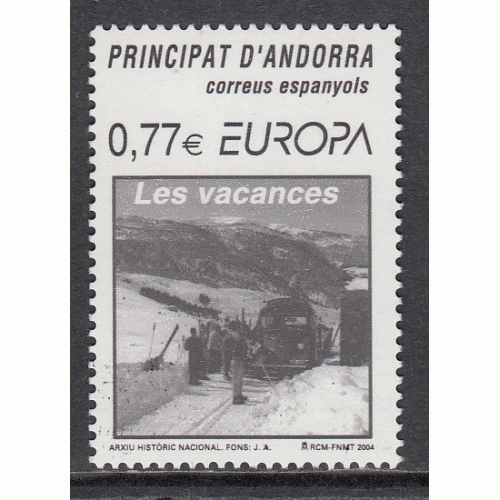 PRINCIPAT D'ANDORRA
correus espanyols
0,77€ EUROPA
Les vacances
ARXIU HISTÒRIC NACIONAL. FONS: J. A. RCM-FNMT 2004